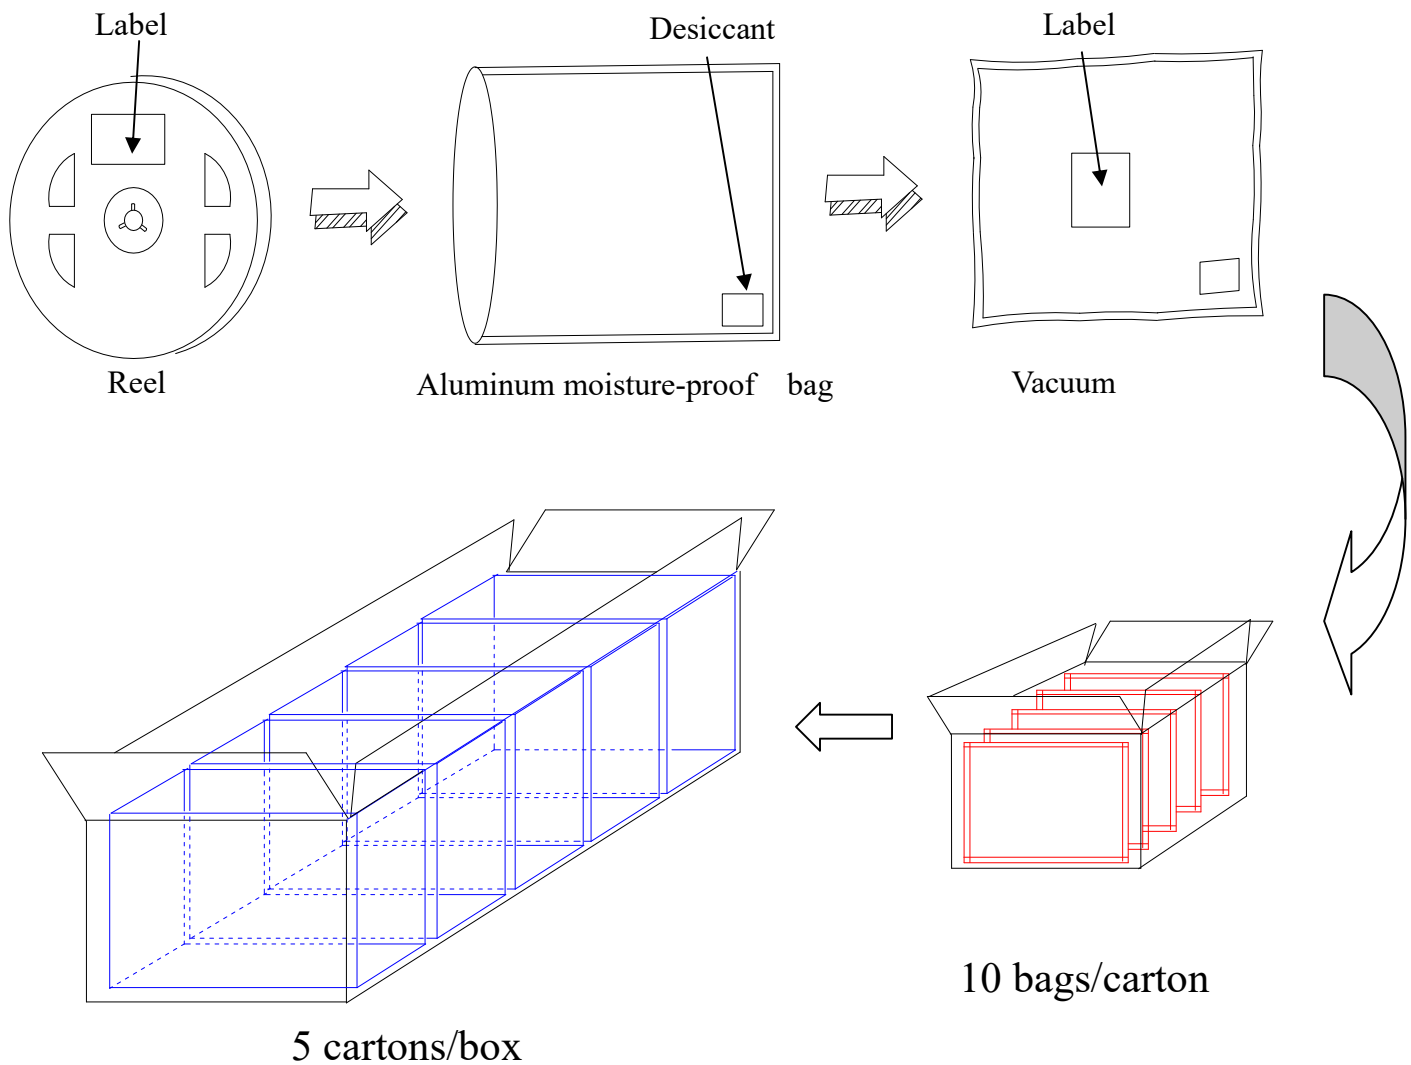 Label
Desiccant
Label
Reel
Aluminum moisture-proof bag
Vacuum
10 bags/carton
5 cartons/box